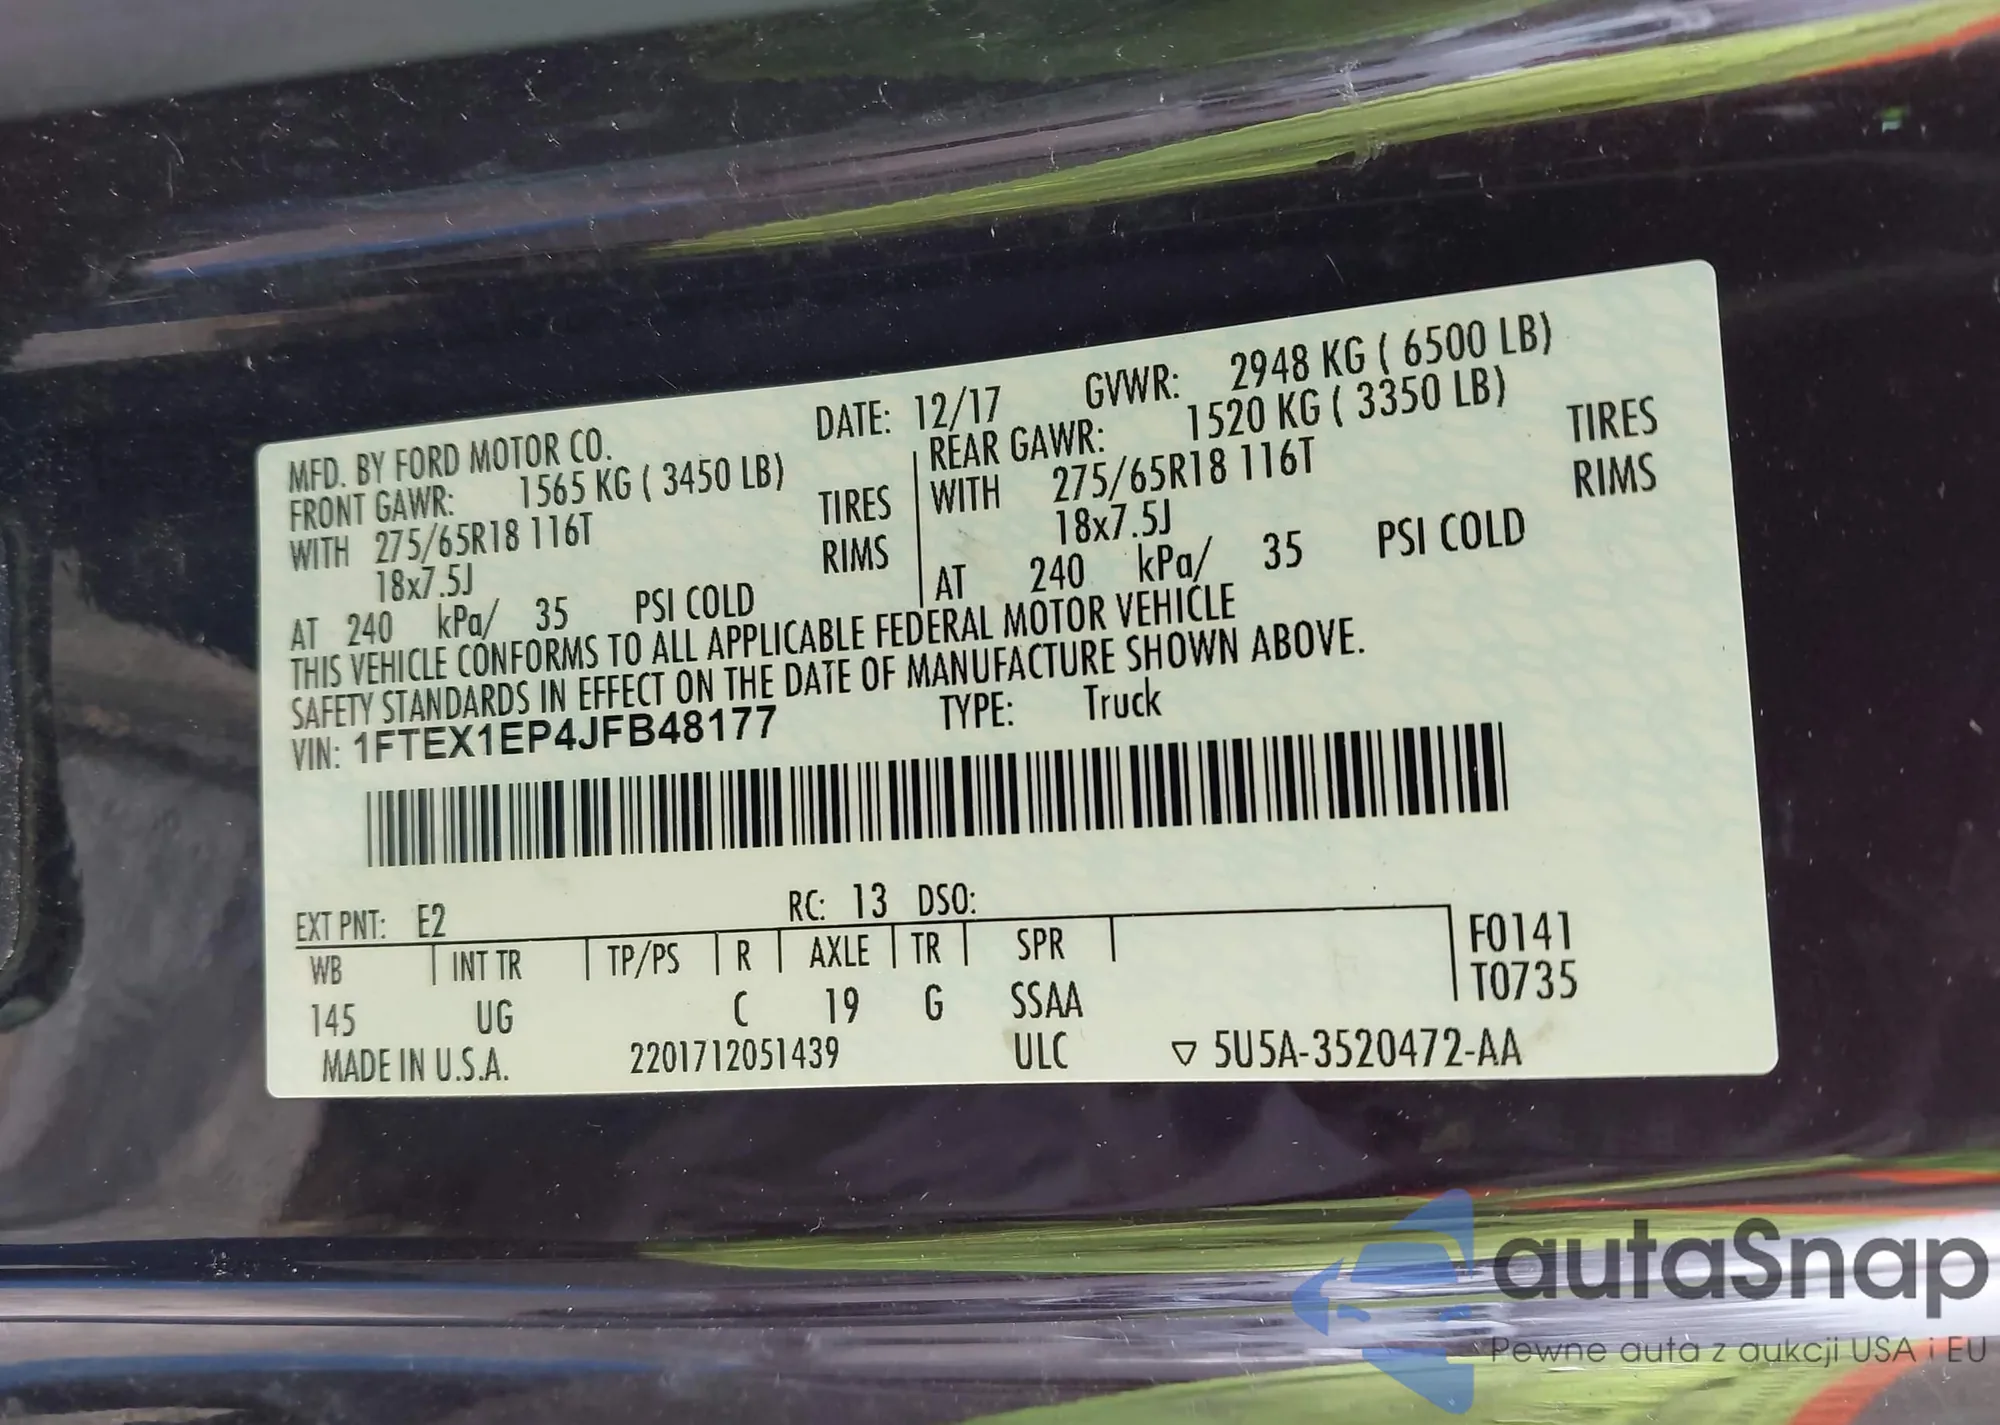 MFD. BY FORD MOTOR CO. DATE: 12/17 GVWR: 2948 KG ( 6500 LB)
FRONT GAWR: 1565 KG ( 3450 LB) REAR GAWR: 1520 KG ( 3350 LB)
WITH 275/65R18 116T TIRES WITH 275/65R18 116T TIRES
18x7.5J RIMS 18x7.5J RIMS
AT 240 kPa/ 35 PSI COLD AT 240 kPa/ 35 PSI COLD
THIS VEHICLE CONFORMS TO ALL APPLICABLE FEDERAL MOTOR VEHICLE
SAFETY STANDARDS IN EFFECT ON THE DATE OF MANUFACTURE SHOWN ABOVE.
VIN: 1FTEX1EP4JFB48177 TYPE: Truck
EXT PNT: E2 RC: 13 DSO:
WB INT TR TP/PS R AXLE TR SPR F0141
145 UG C 19 G SSAA T0735
MADE IN U.S.A. 2201712051439 ULC ▽ 5U5A-3520472-AA
autaSnap
Pewne auta z aukcji USA i EU